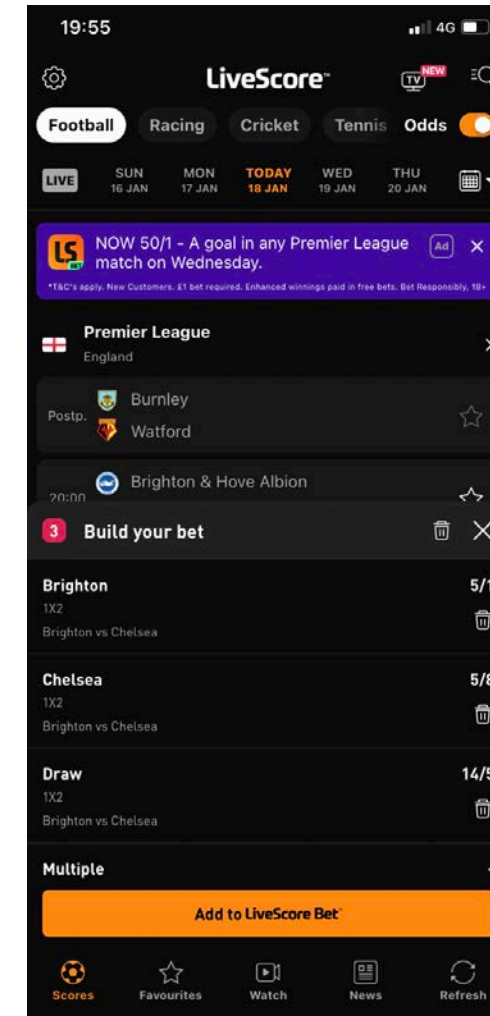 19:55
4G
LiveScore™
TV NEW
Football Racing Cricket Tennis Odds
LIVE
SUN MON TODAY WED THU
16 JAN 17 JAN 18 JAN 19 JAN 20 JAN
LS BET
NOW 50/1 - A goal in any Premier League
match on Wednesday.
Ad
*T&C's apply. New Customers. £1 bet required. Enhanced winnings paid in free bets. Bet Responsibly, 18+
Premier League
England
Postp.
Burnley
Watford
20:00
Brighton & Hove Albion
3 Build your bet
Brighton
1X2
Brighton vs Chelsea
Chelsea 5/8
1X2
Brighton vs Chelsea
Draw 14/5
1X2
Brighton vs Chelsea
Multiple
Add to LiveScore Bet™
Scores Favourites Watch News Refresh